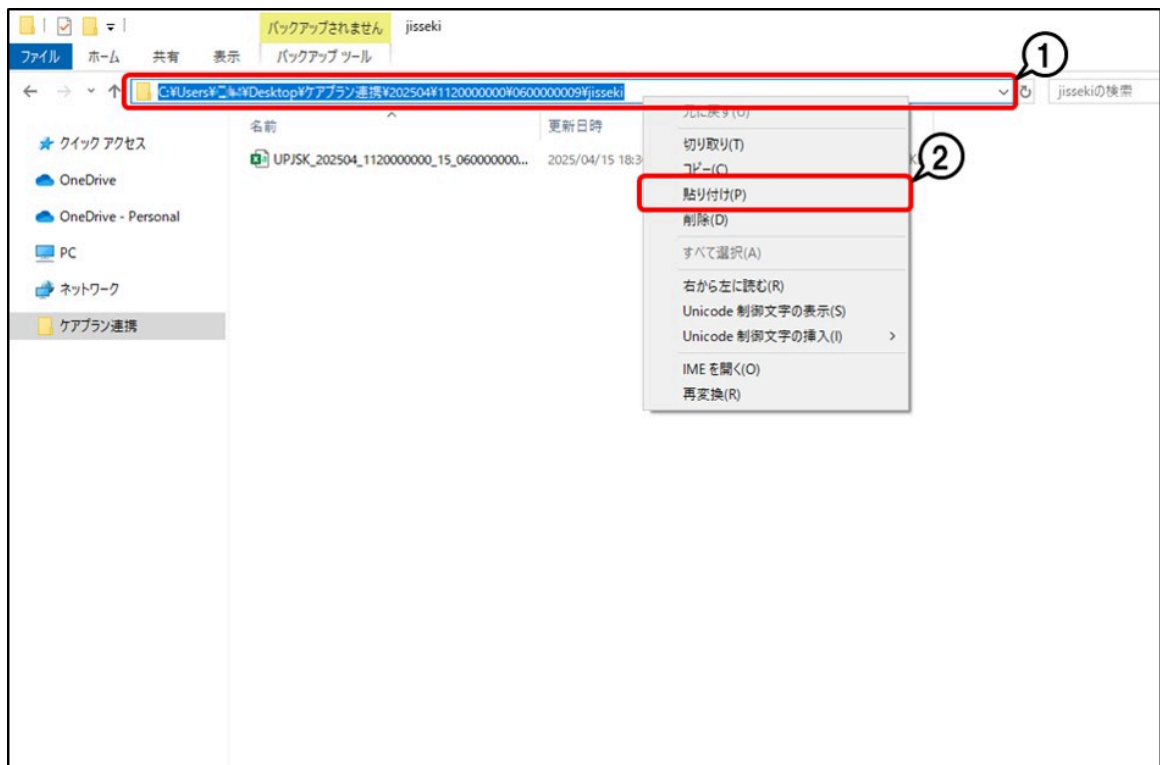 バックアップされません jisseki
ファイル ホーム 共有 表示 バックアップ ツール
①
C:¥Users¥ ¥Desktop¥ケアプラン連携¥202504¥1120000000¥0600000009¥jisseki
jissekiの検索
名前 更新日時
クイック アクセス
OneDrive
OneDrive - Personal
PC
ネットワーク
ケアプラン連携
UPJSK_202504_1120000000_15_060000000... 2025/04/15 18:3
元に戻す(U)
切り取り(T)
コピー(C)
②
貼り付け(P)
削除(D)
すべて選択(A)
右から左に読む(R)
Unicode 制御文字の表示(S)
Unicode 制御文字の挿入(I)
IME を開く(O)
再変換(R)